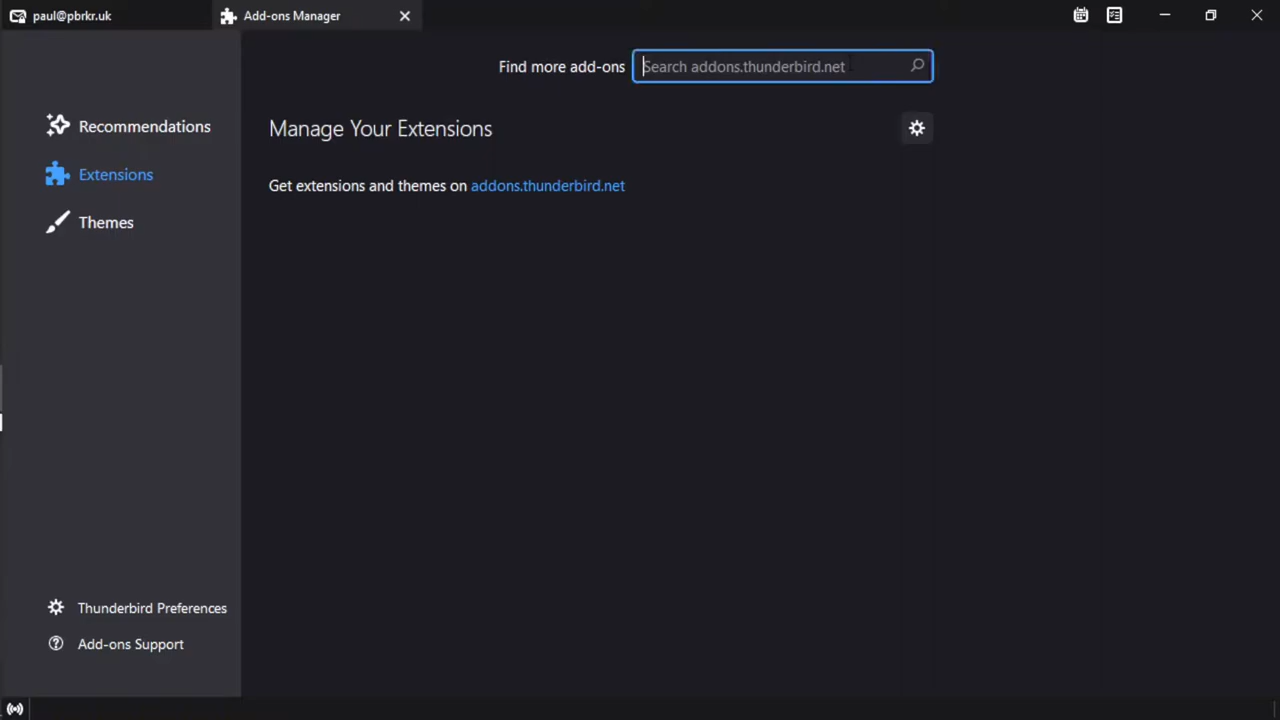 paul@pbrkr.uk
Add-ons Manager
Find more add-ons
Search addons.thunderbird.net
Recommendations
Extensions
Themes
Manage Your Extensions
Get extensions and themes on addons.thunderbird.net
Thunderbird Preferences
Add-ons Support